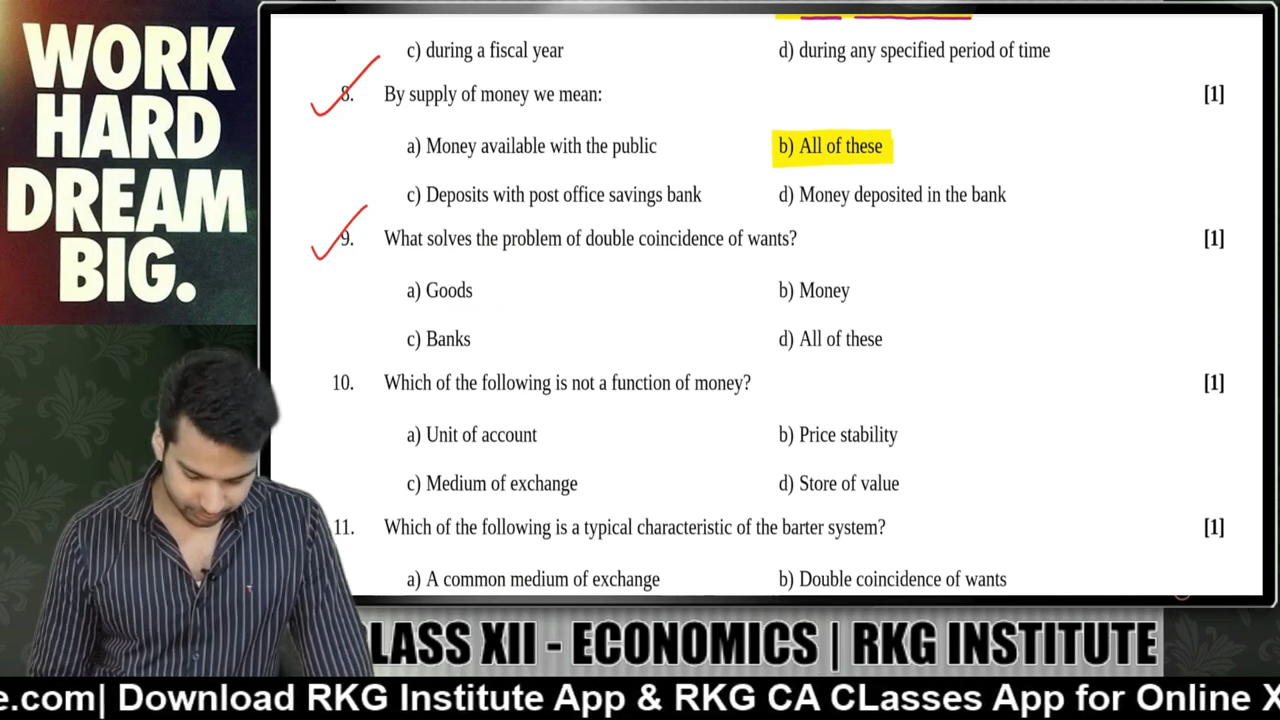 WORK
HARD
DREAM
BIG.
c) during a fiscal year d) during any specified period of time
8. By supply of money we mean: [1]
a) Money available with the public b) All of these
c) Deposits with post office savings bank d) Money deposited in the bank
9. What solves the problem of double coincidence of wants? [1]
a) Goods b) Money
c) Banks d) All of these
10. Which of the following is not a function of money? [1]
a) Unit of account b) Price stability
c) Medium of exchange d) Store of value
11. Which of the following is a typical characteristic of the barter system? [1]
a) A common medium of exchange b) Double coincidence of wants
LASS XII - ECONOMICS | RKG INSTITUTE
e.com| Download RKG Institute App & RKG CA CLasses App for Online X